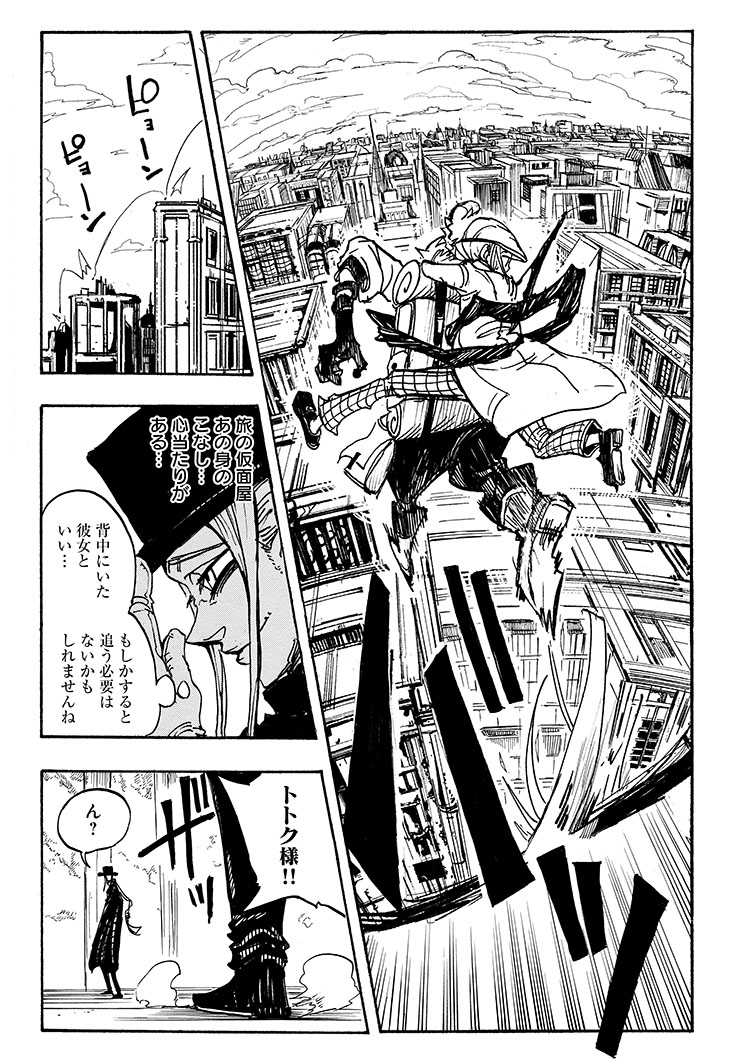 ピョーン
ピョーン
旅の仮面屋
あの身の
こなし…
心当たりが
ある…
背中にいた
彼女と
いい…
もしかすると
追う必要は
ないかも
しれませんね
トトク様!!
ん?